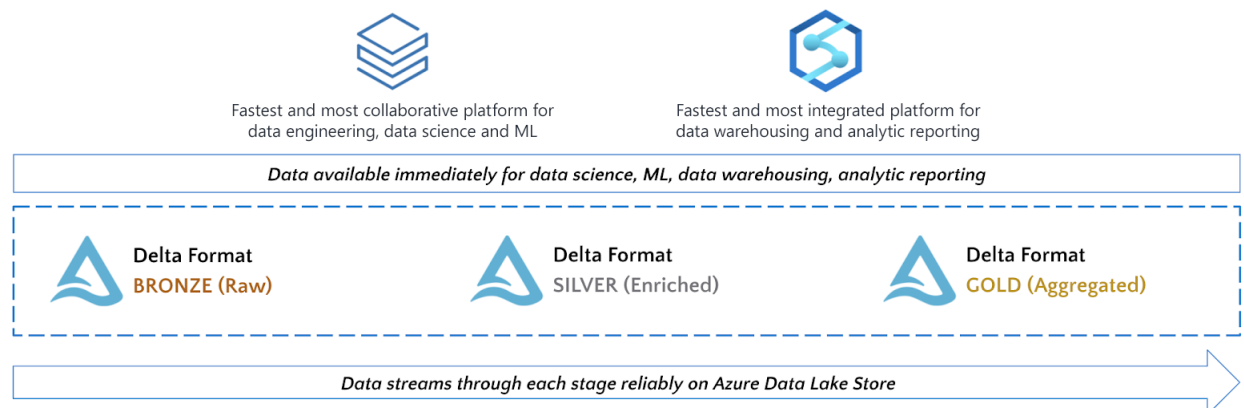 Fastest and most collaborative platform for
data engineering, data science and ML
Fastest and most integrated platform for
data warehousing and analytic reporting
Data available immediately for data science, ML, data warehousing, analytic reporting
Delta Format
BRONZE (Raw)
Delta Format
SILVER (Enriched)
Delta Format
GOLD (Aggregated)
Data streams through each stage reliably on Azure Data Lake Store